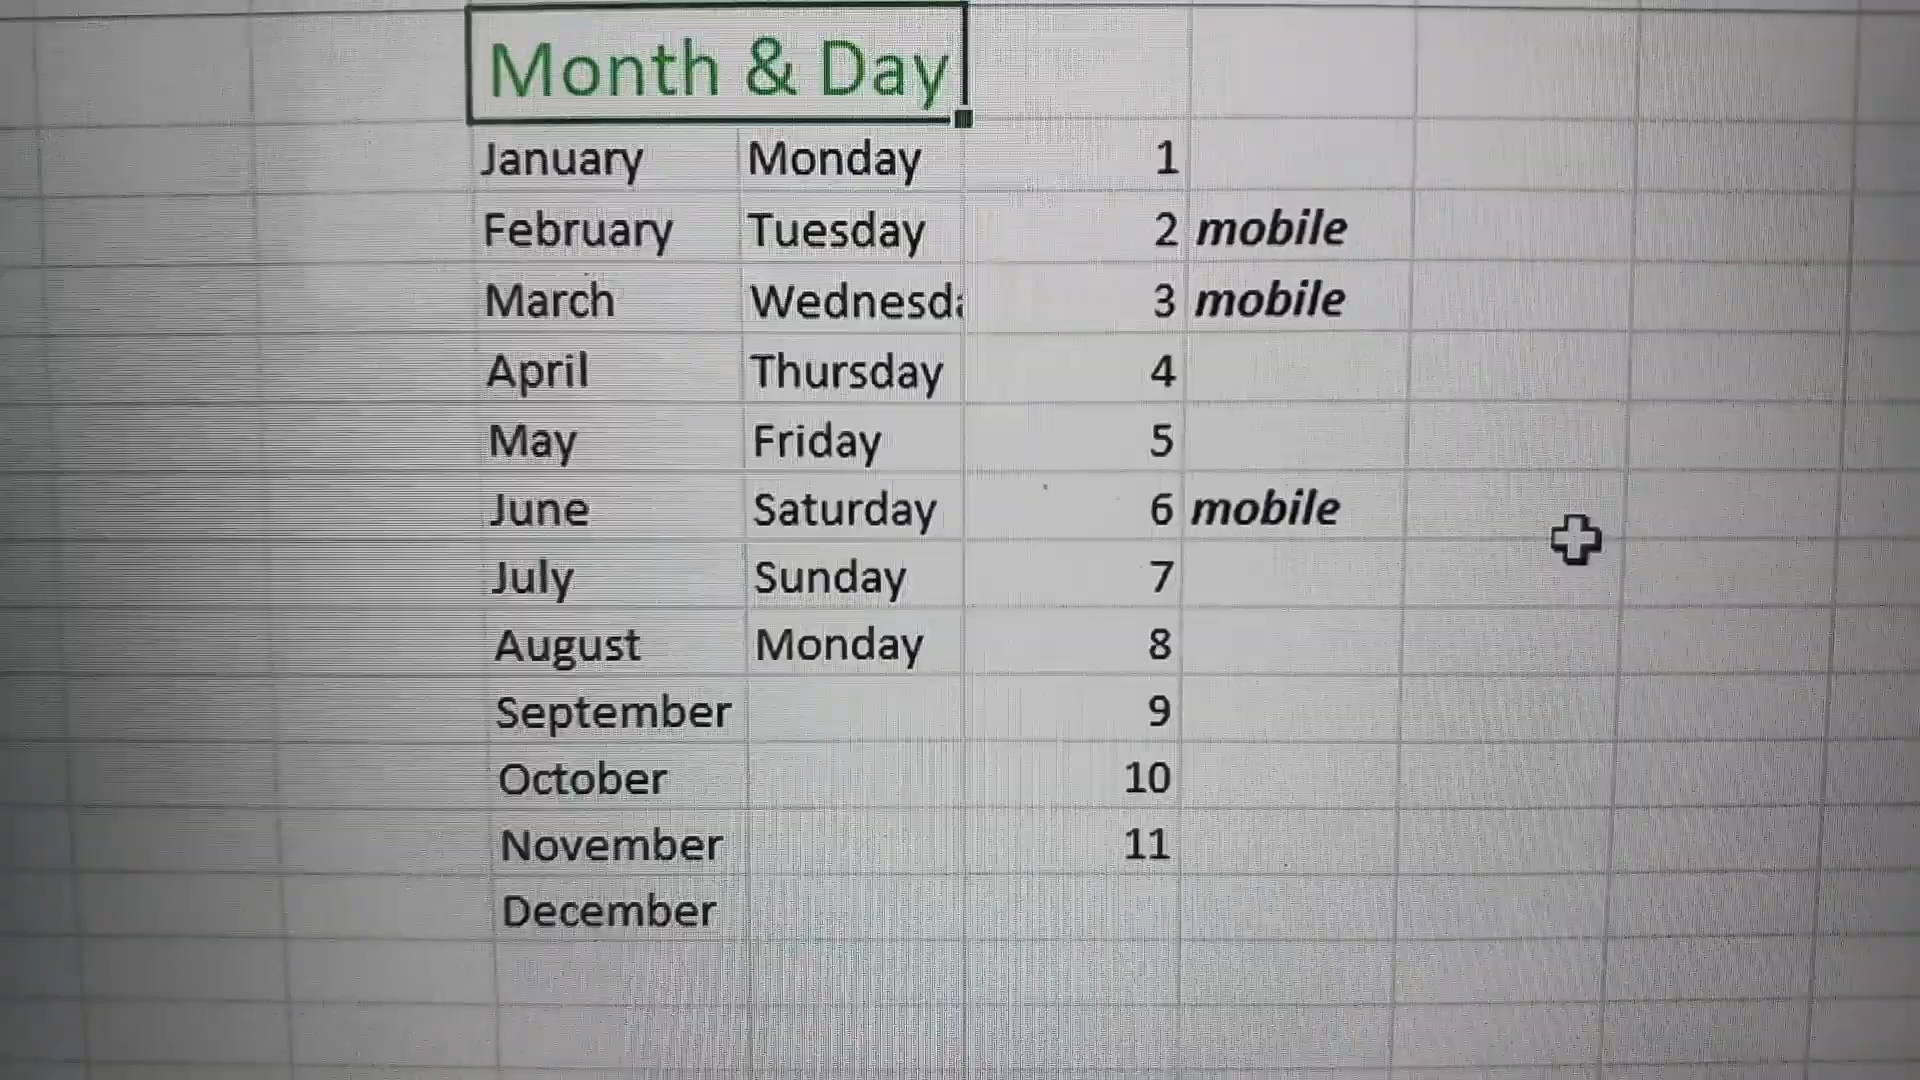 Month & Day
January Monday 1
February Tuesday 2 mobile
March Wednesda 3 mobile
April Thursday 4
May Friday 5
June Saturday 6 mobile
July Sunday 7
August Monday 8
September 9
October 10
November 11
December